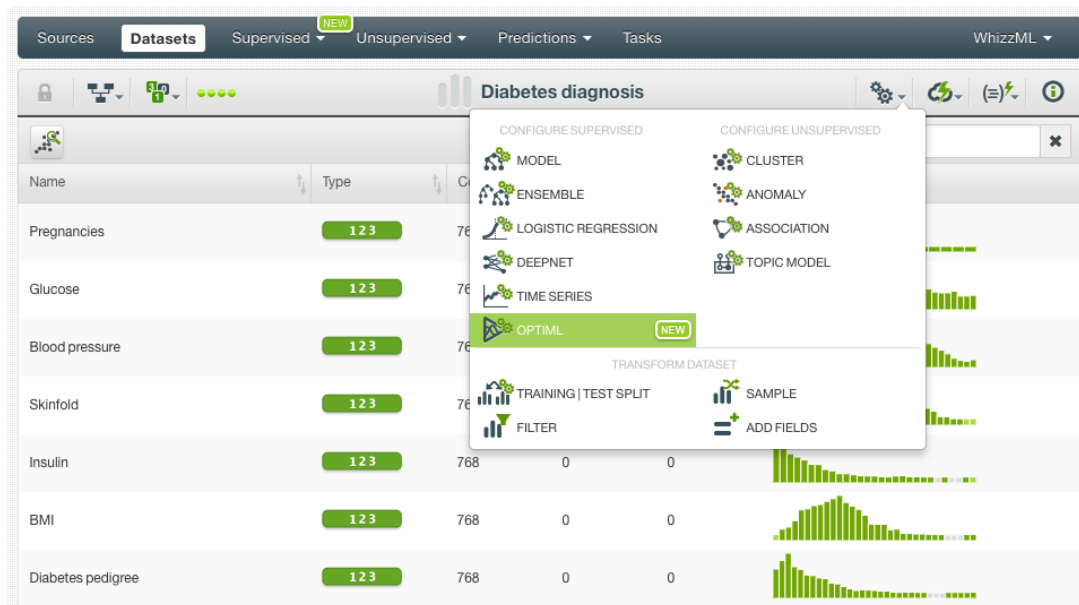 NEW
Sources Datasets Supervised Unsupervised Predictions Tasks WhizzML
Diabetes diagnosis
CONFIGURE SUPERVISED CONFIGURE UNSUPERVISED
MODEL CLUSTER
ENSEMBLE ANOMALY
Name Type
LOGISTIC REGRESSION ASSOCIATION
Pregnancies 123
DEEPNET TOPIC MODEL
Glucose 123
TIME SERIES
OPTIML NEW
Blood pressure 123
TRANSFORM DATASET
TRAINING | TEST SPLIT SAMPLE
Skinfold 123
FILTER ADD FIELDS
Insulin 123 768 0 0
BMI 123 768 0 0
Diabetes pedigree 123 768 0 0